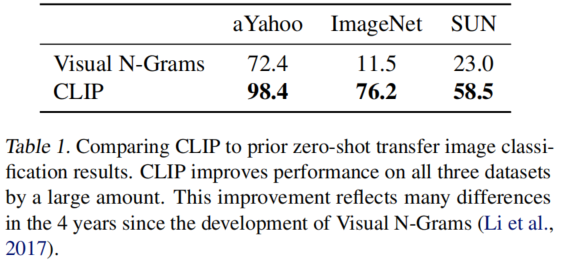 aYahoo ImageNet SUN
Visual N-Grams 72.4 11.5 23.0
CLIP 98.4 76.2 58.5
Table 1. Comparing CLIP to prior zero-shot transfer image classi-
fication results. CLIP improves performance on all three datasets
by a large amount. This improvement reflects many differences
in the 4 years since the development of Visual N-Grams (Li et al.,
2017).